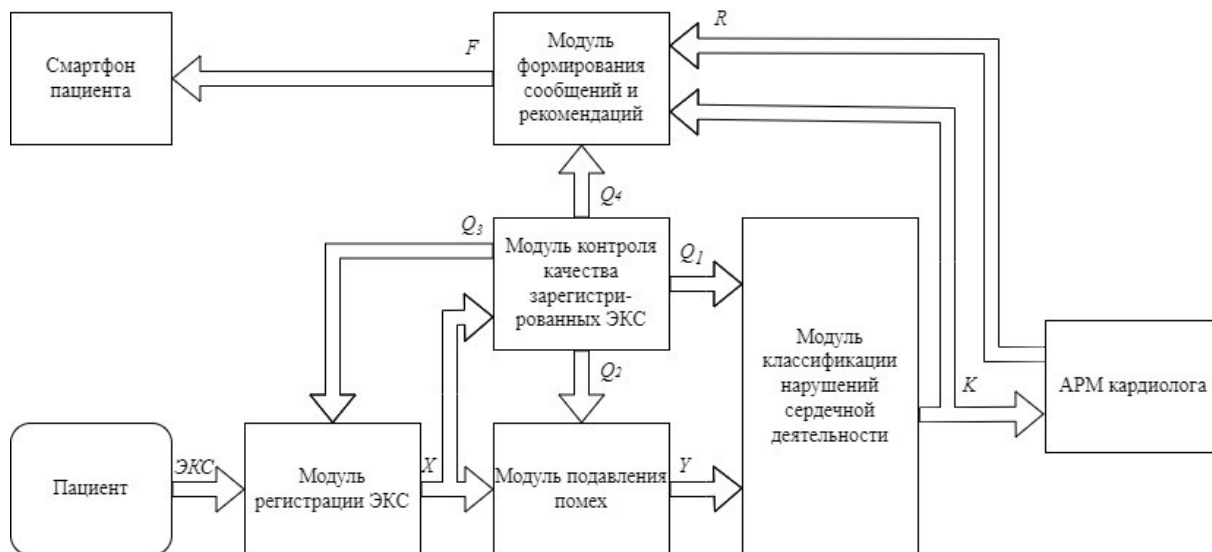 R
Модуль
формирования
сообщений и
рекомендаций
F
Смартфон
пациента
Q4
Q3
Модуль контроля
качества
зарегистри-
рованных ЭКС
Q1
Q2
Модуль
классификации
нарушений
сердечной
деятельности
K
АРМ кардиолога
Пациент
ЭКС
Модуль
регистрации ЭКС
X
Модуль подавления
помех
Y